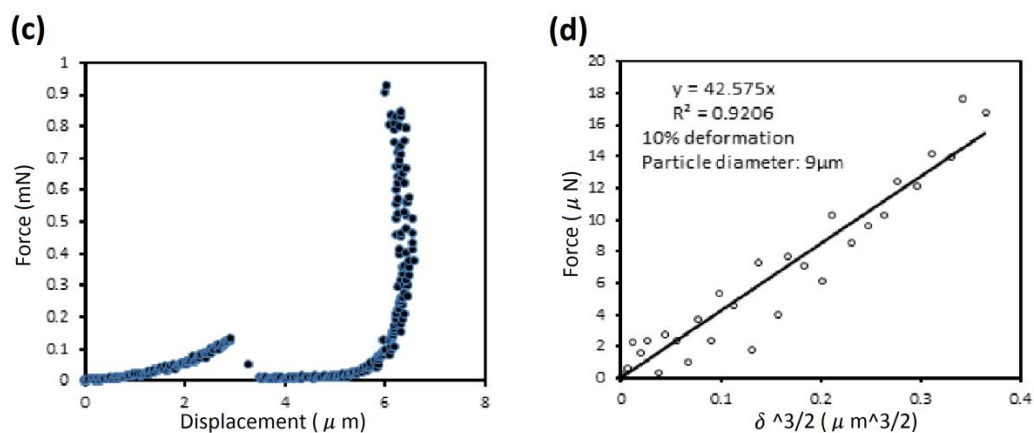 (c)
Force (mN)
1
0.9
0.8
0.7
0.6
0.5
0.4
0.3
0.2
0.1
0
0 2 4 6 8
Displacement ( μ m)
(d)
Force ( μ N)
20
18
16
14
12
10
8
6
4
2
0
y = 42.575x
R² = 0.9206
10% deformation
Particle diameter: 9μm
0 0.1 0.2 0.3 0.4
δ ^3/2 ( μ m^3/2)